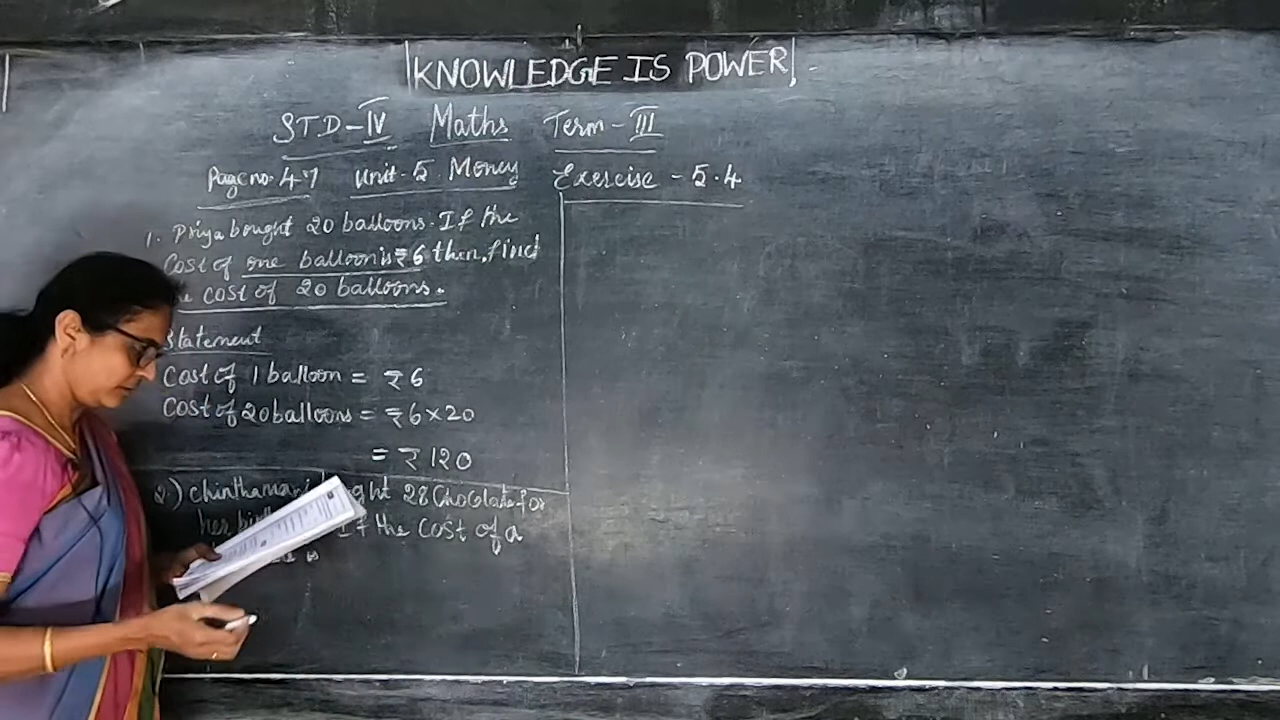 KNOWLEDGE IS POWER
STD-IV Maths Term-III
Page no. 47 Unit-5. Money Exercise - 5.4
1. Priya bought 20 balloons. If the
Cost of one balloon is ₹6 then, find
cost of 20 balloons.
Statement
Cost of 1 balloon = ₹6
Cost of 20 balloons = ₹6×20
= ₹120
2) Chinthamani 28 Chocolate for
her If the Cost of a
is